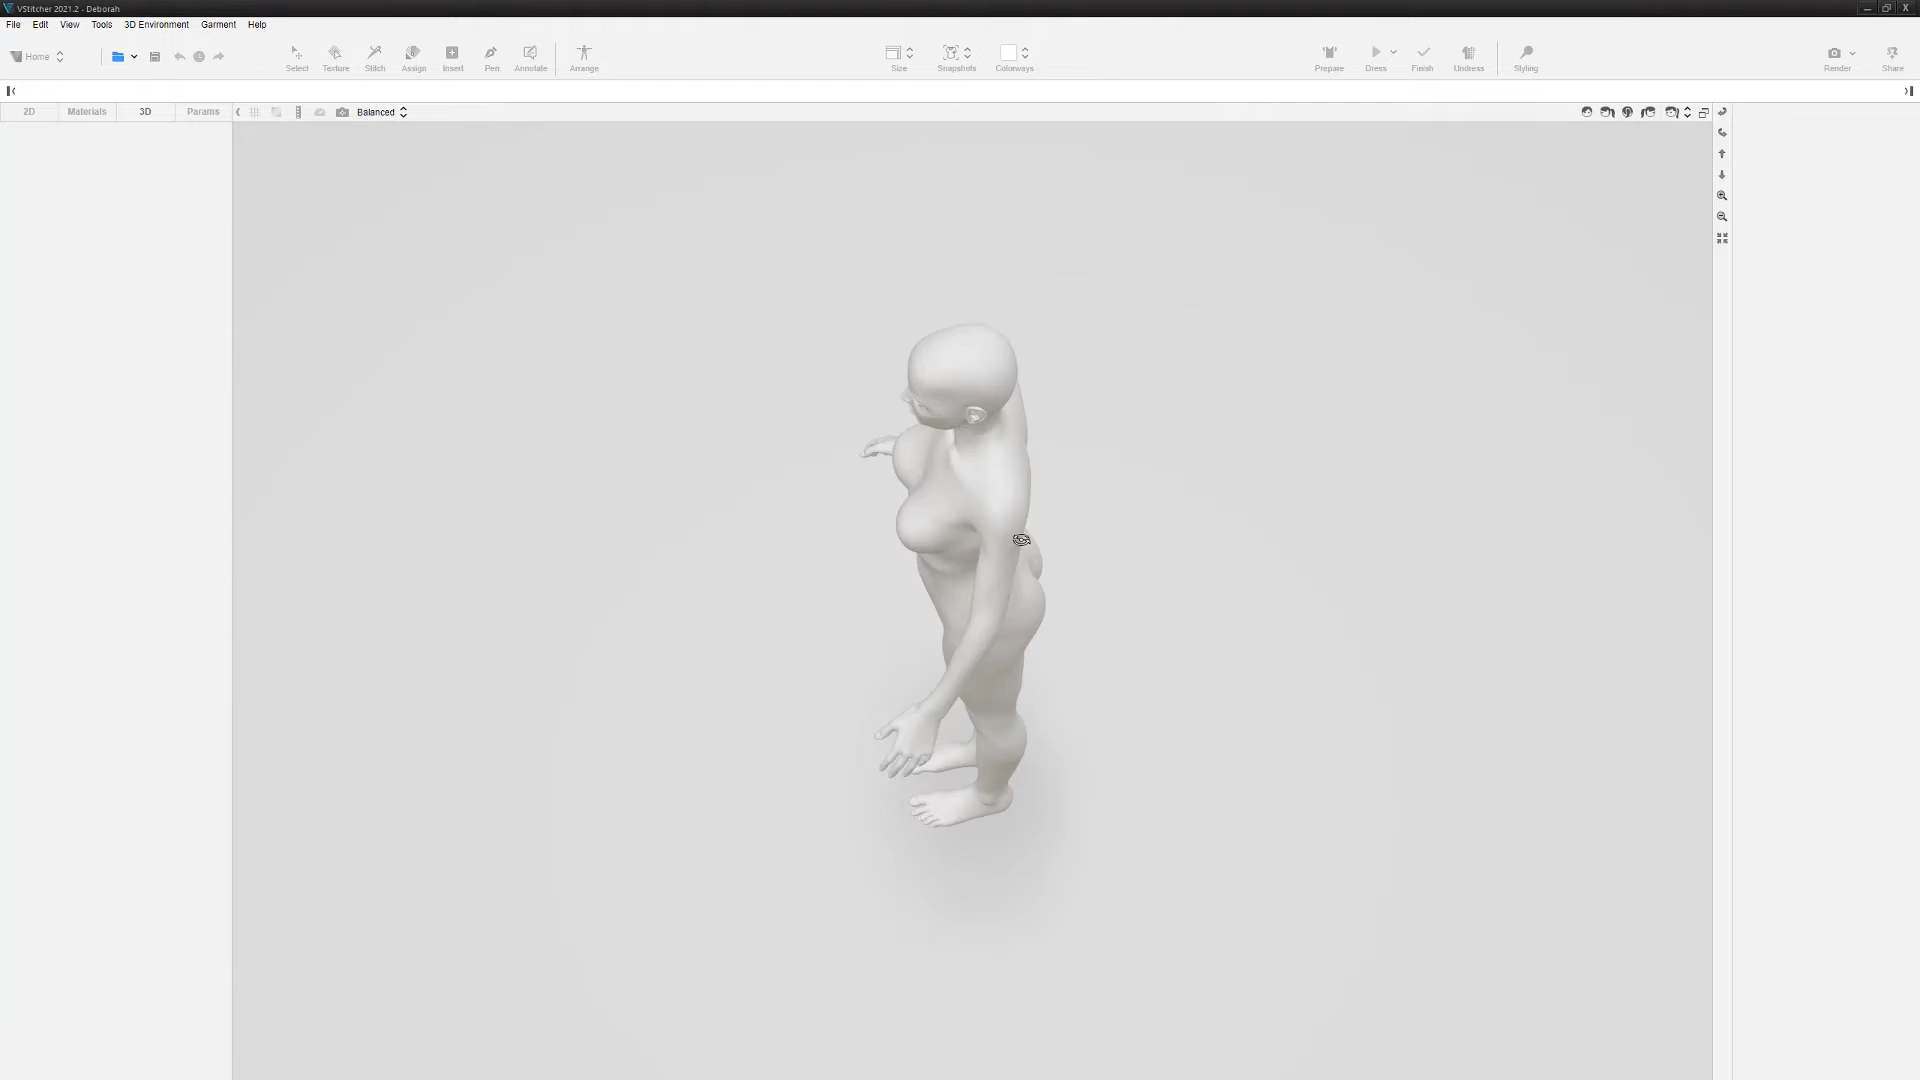 VStitcher 2021.2 - Deborah
File Edit View Tools 3D Environment Garment Help
Home
Select Texture Stitch Assign Insert Pen Annotate Arrange Size Snapshots Colorways Prepare Dress Finish Undress Styling Render Share
2D Materials 3D Params Balanced